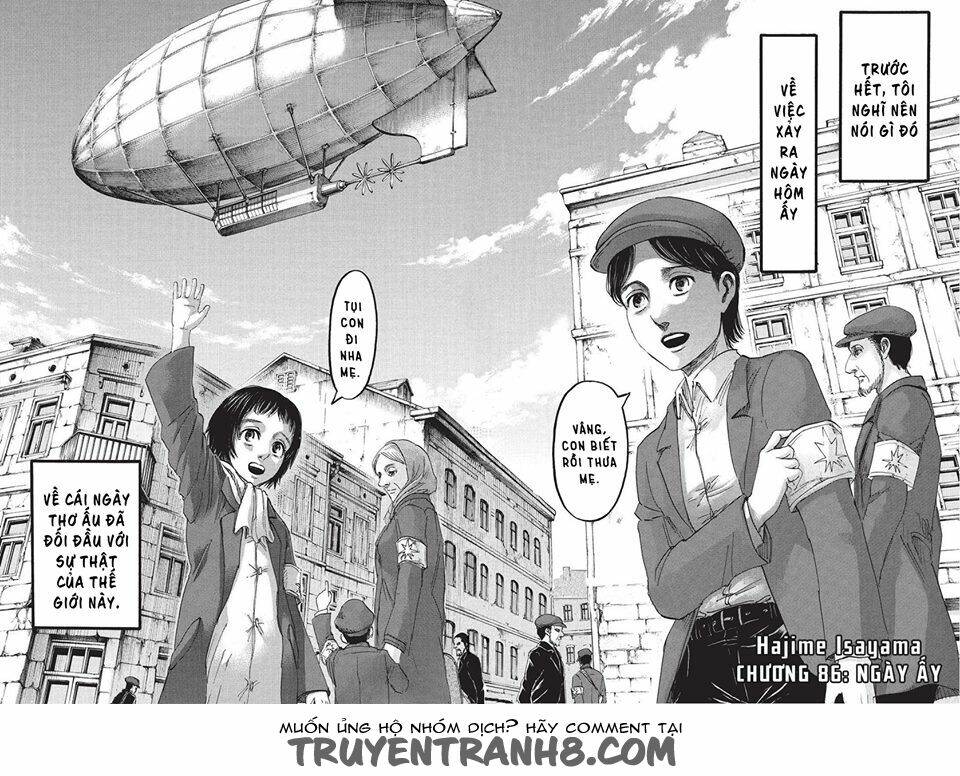 TRƯỚC
HẾT, TÔI
NGHĨ NÊN
NÓI GÌ ĐÓ
VỀ
VIỆC
XẢY
RA
NGÀY
HÔM
ẤY
TỤI
CON
ĐI
NHA
MẸ.
VÂNG,
CON BIẾT
RỒI THƯA
MẸ.
VỀ CÁI NGÀY
THƠ ẤU ĐÃ
ĐỐI ĐẦU VỚI
SỰ THẬT
CỦA THẾ
GIỚI NÀY.
Hajime Isayama
CHƯƠNG 86: NGÀY ẤY
MUỐN ỦNG HỘ NHÓM DỊCH? HÃY COMMENT TẠI
TRUYENTRANH8.COM